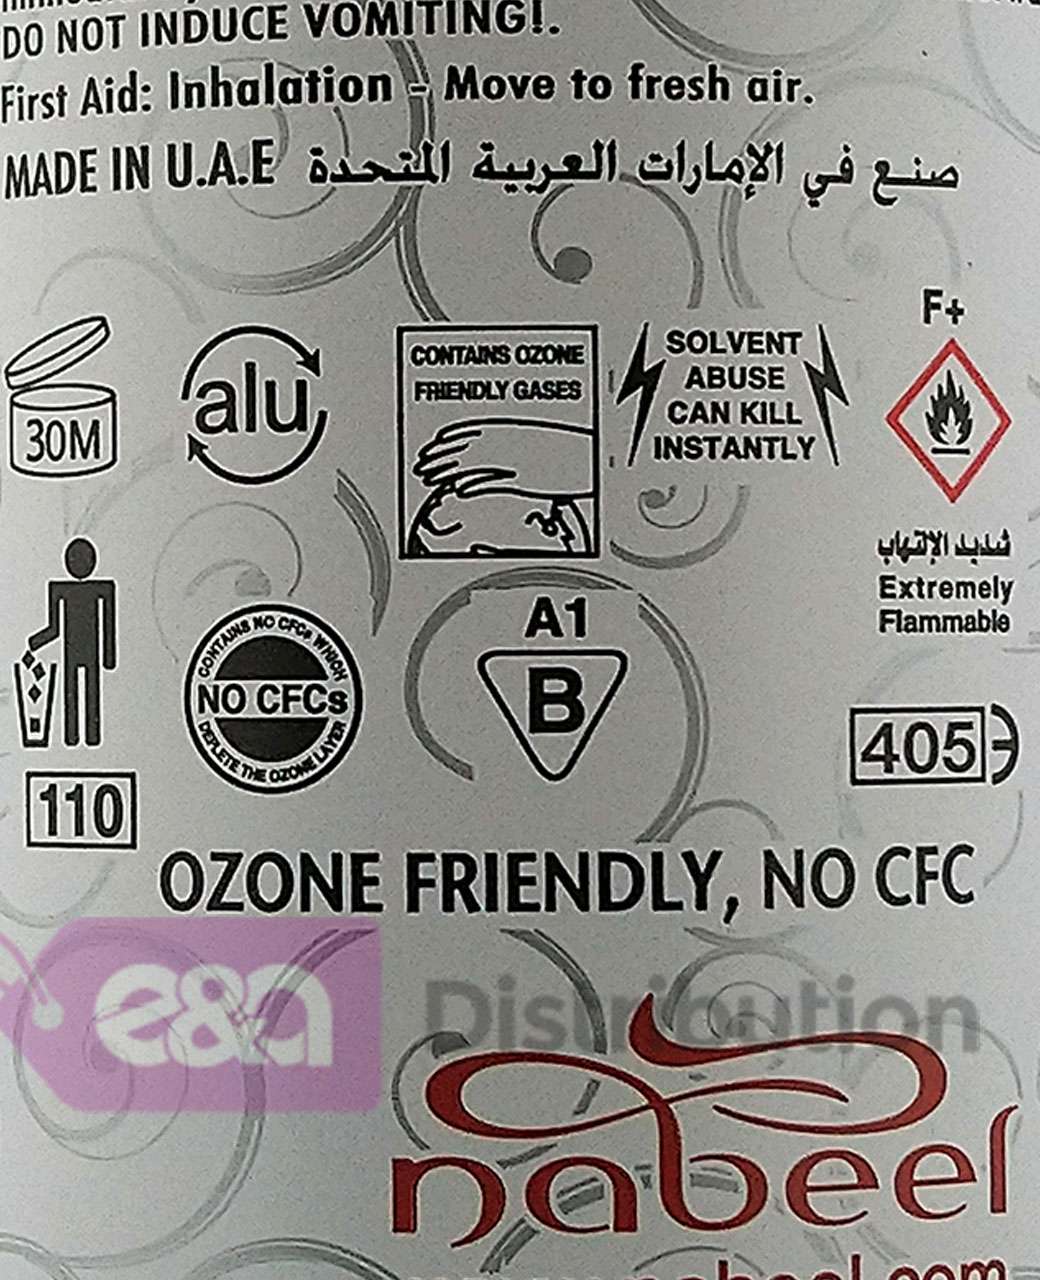 DO NOT INDUCE VOMITING!.
First Aid: Inhalation - Move to fresh air.
MADE IN U.A.E صنع في الإمارات العربية المتحدة
F+
30M
alu
CONTAINS OZONE
FRIENDLY GASES
SOLVENT
ABUSE
CAN KILL
INSTANTLY
شديد الإلتهاب
Extremely
Flammable
CONTAINS NO CFCs WHICH
NO CFCs
DEPLETE THE OZONE LAYER
A1
B
405
110
OZONE FRIENDLY, NO CFC
e&a Distribution
nabeel